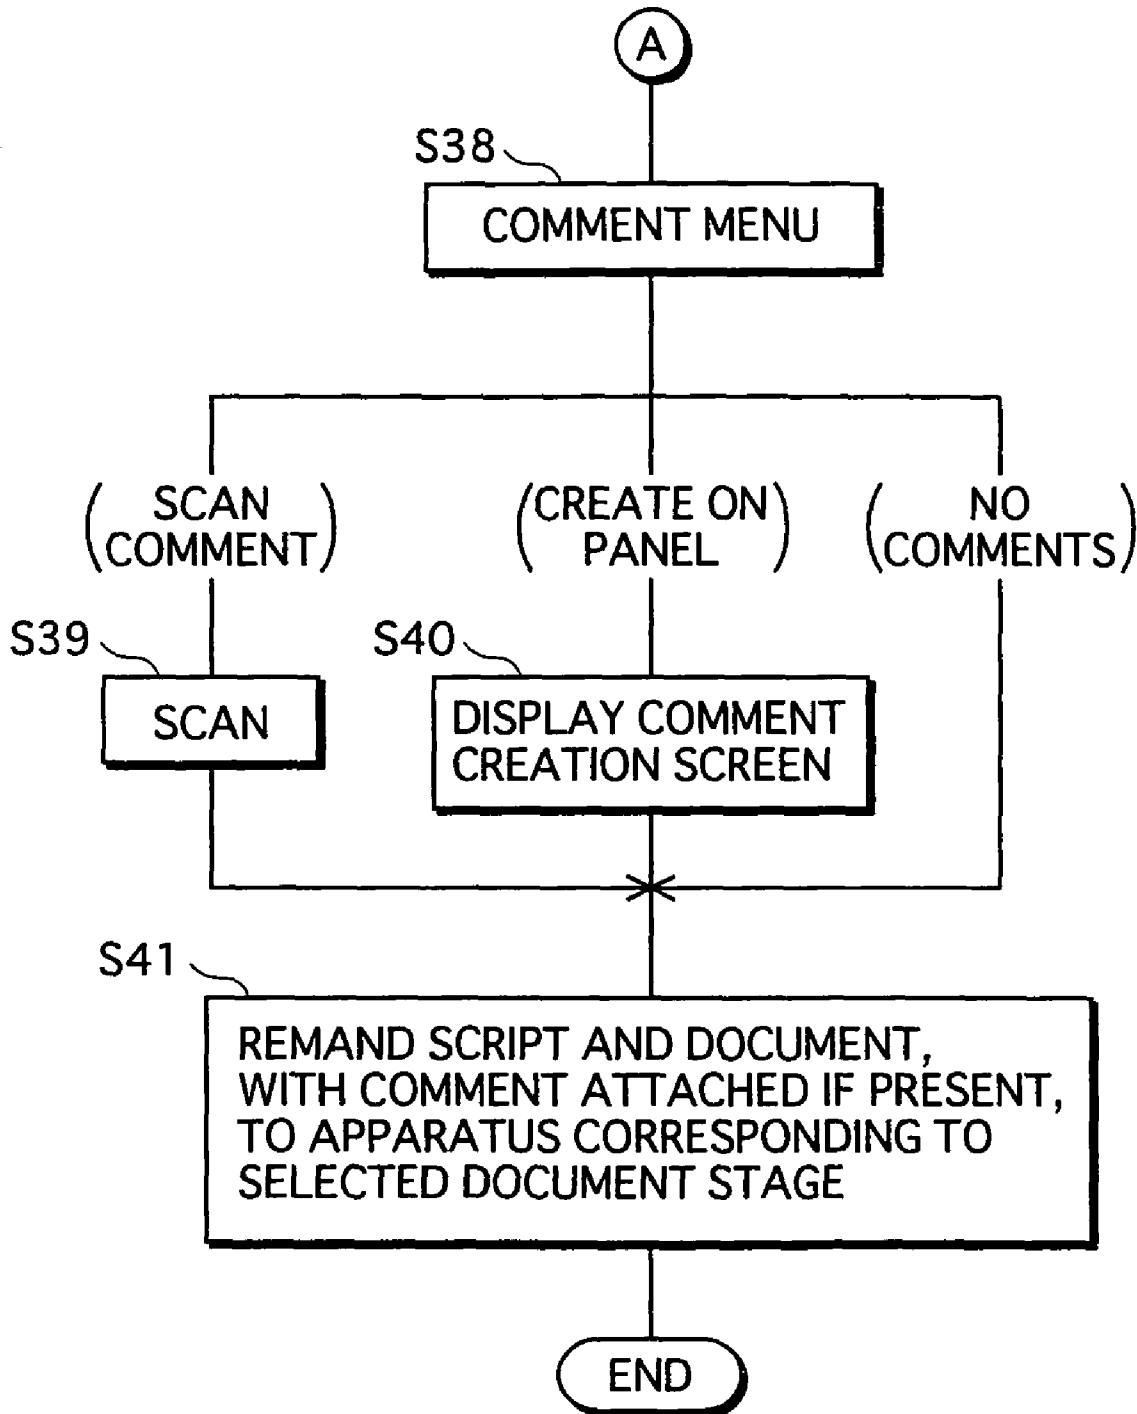 A
S38
COMMENT MENU
(SCAN
COMMENT)
(CREATE ON
PANEL)
(NO
COMMENTS)
S39
SCAN
S40
DISPLAY COMMENT
CREATION SCREEN
S41
REMAND SCRIPT AND DOCUMENT,
WITH COMMENT ATTACHED IF PRESENT,
TO APPARATUS CORRESPONDING TO
SELECTED DOCUMENT STAGE
END